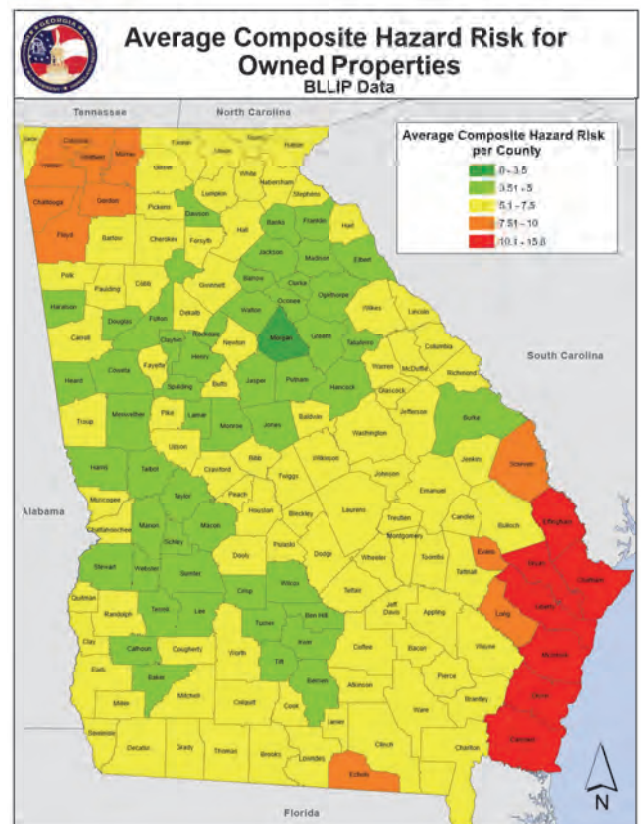 GEORGIA
Average Composite Hazard Risk for
Owned Properties
BLLIP Data
Tennessee
North Carolina
Average Composite Hazard Risk
per County
0 - 3.5
3.51 - 5
5.1 - 7.5
7.51 - 10
10.1 - 15.8
Murray
White
Habersham
Lumpkin
Stephens
Chattooga
Gordon
Pickens
Dawson
Banks
Franklin
Hart
Floyd
Bartow
Cherokee
Forsyth
Hall
Jackson
Madison
Elbert
Polk
Paulding
Cobb
Gwinnett
Barrow
Clarke
Oconee
Oglethorpe
Haralson
Douglas
Fulton
Dekalb
Walton
Wilkes
Lincoln
Carroll
Clayton
Rockdale
Newton
Morgan
Greene
Taliaferro
Columbia
South Carolina
Fayette
Henry
McDuffie
Warren
Richmond
Heard
Coweta
Spalding
Butts
Jasper
Putnam
Hancock
Glascock
Troup
Meriwether
Pike
Lamar
Monroe
Jones
Baldwin
Jefferson
Burke
Washington
Upson
Harris
Talbot
Crawford
Bibb
Twiggs
Wilkinson
Johnson
Jenkins
Screven
Taylor
Peach
Houston
Bleckley
Laurens
Emanuel
Alabama
Muscogee
Chattahoochee
Marion
Macon
Treutlen
Candler
Bulloch
Effingham
Schley
Dooly
Pulaski
Dodge
Montgomery
Wheeler
Toombs
Evans
Tattnall
Bryan
Chatham
Stewart
Webster
Sumter
Crisp
Wilcox
Telfair
Quitman
Randolph
Terrell
Lee
Turner
Ben Hill
Jeff
Davis
Appling
Long
Liberty
Clay
Calhoun
Dougherty
Worth
Irwin
Coffee
Bacon
Wayne
McIntosh
Early
Baker
Tift
Berrien
Atkinson
Pierce
Miller
Mitchell
Colquitt
Cook
Lanier
Ware
Brantley
Glynn
Seminole
Decatur
Grady
Thomas
Brooks
Lowndes
Clinch
Charlton
Camden
Echols
Florida
N